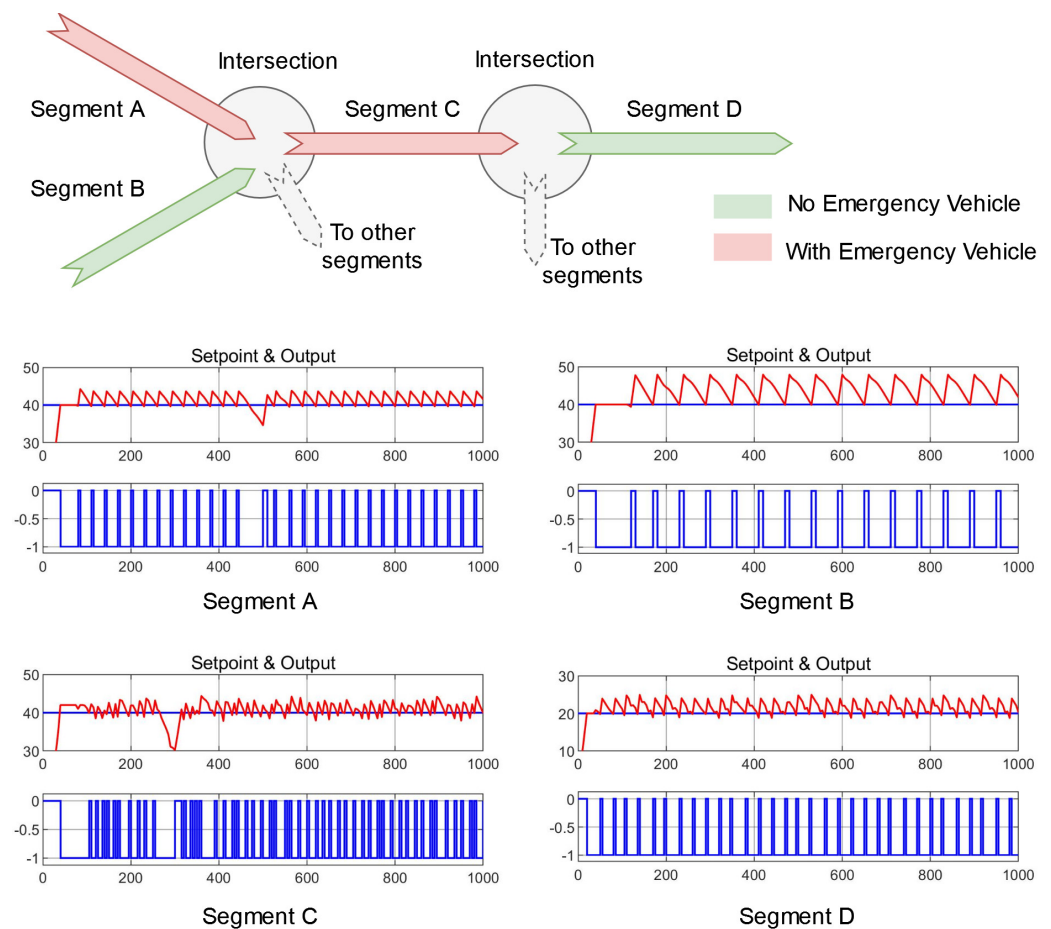 Intersection
Intersection
Segment A
Segment C
Segment D
Segment B
No Emergency Vehicle
To other
segments
To other
segments
With Emergency Vehicle
Setpoint & Output
50
40
30
0 200 400 600 800 1000
0
-0.5
-1
0 200 400 600 800 1000
Segment A
Setpoint & Output
50
40
30
0 200 400 600 800 1000
0
-0.5
-1
0 200 400 600 800 1000
Segment B
Setpoint & Output
50
40
30
0 200 400 600 800 1000
0
-0.5
-1
0 200 400 600 800 1000
Segment C
Setpoint & Output
30
20
10
0 200 400 600 800 1000
0
-0.5
-1
0 200 400 600 800 1000
Segment D